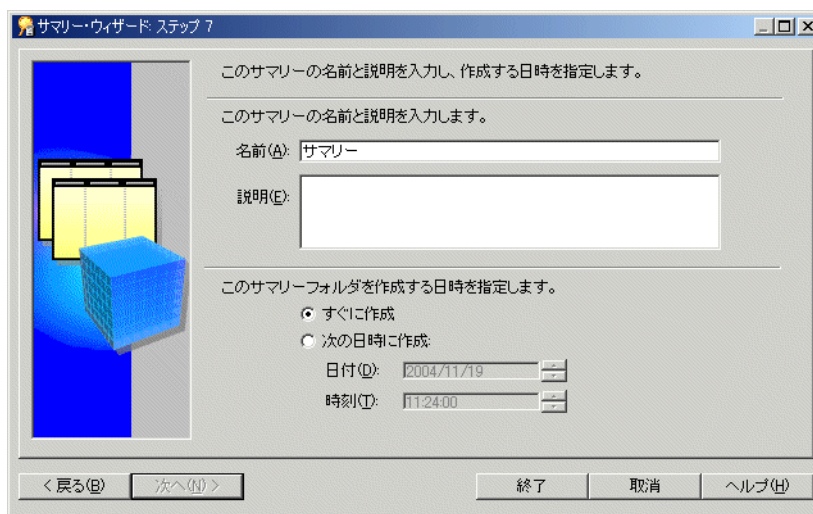 サマリー・ウィザード: ステップ 7
このサマリーの名前と説明を入力し、作成する日時を指定します。
このサマリーの名前と説明を入力します。
名前(A): サマリー
説明(E):
このサマリーフォルダを作成する日時を指定します。
すぐに作成
次の日時に作成:
日付(D): 2004/11/19
時刻(T): 11:24:00
< 戻る(B) 次へ(N) > 終了 取消 ヘルプ(H)